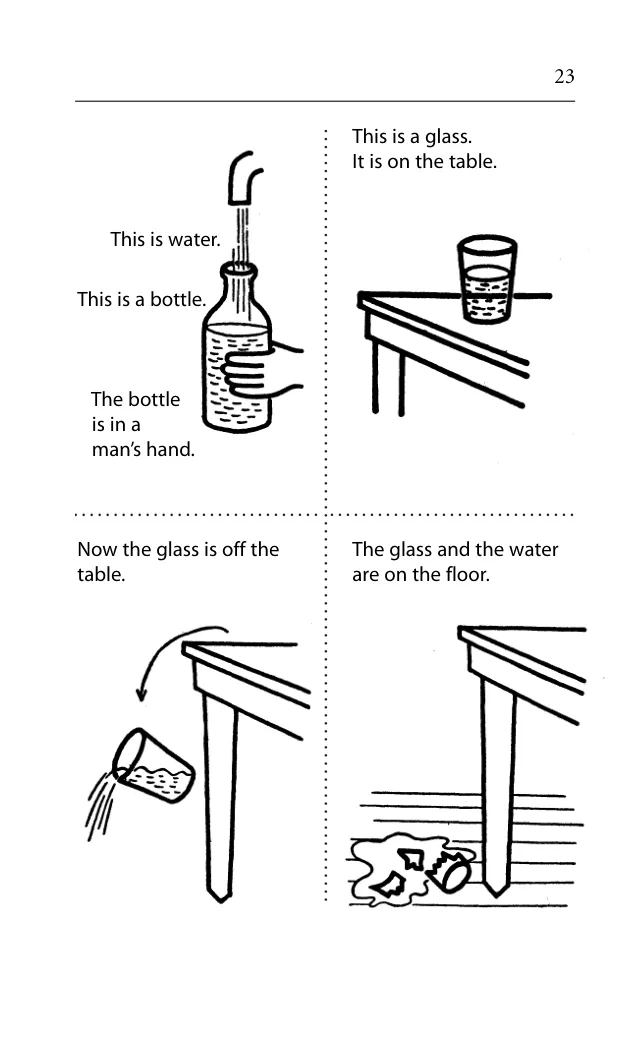 23
This is water.
This is a bottle.
The bottle
is in a
man’s hand.
This is a glass.
It is on the table.
Now the glass is off the
table.
The glass and the water
are on the floor.